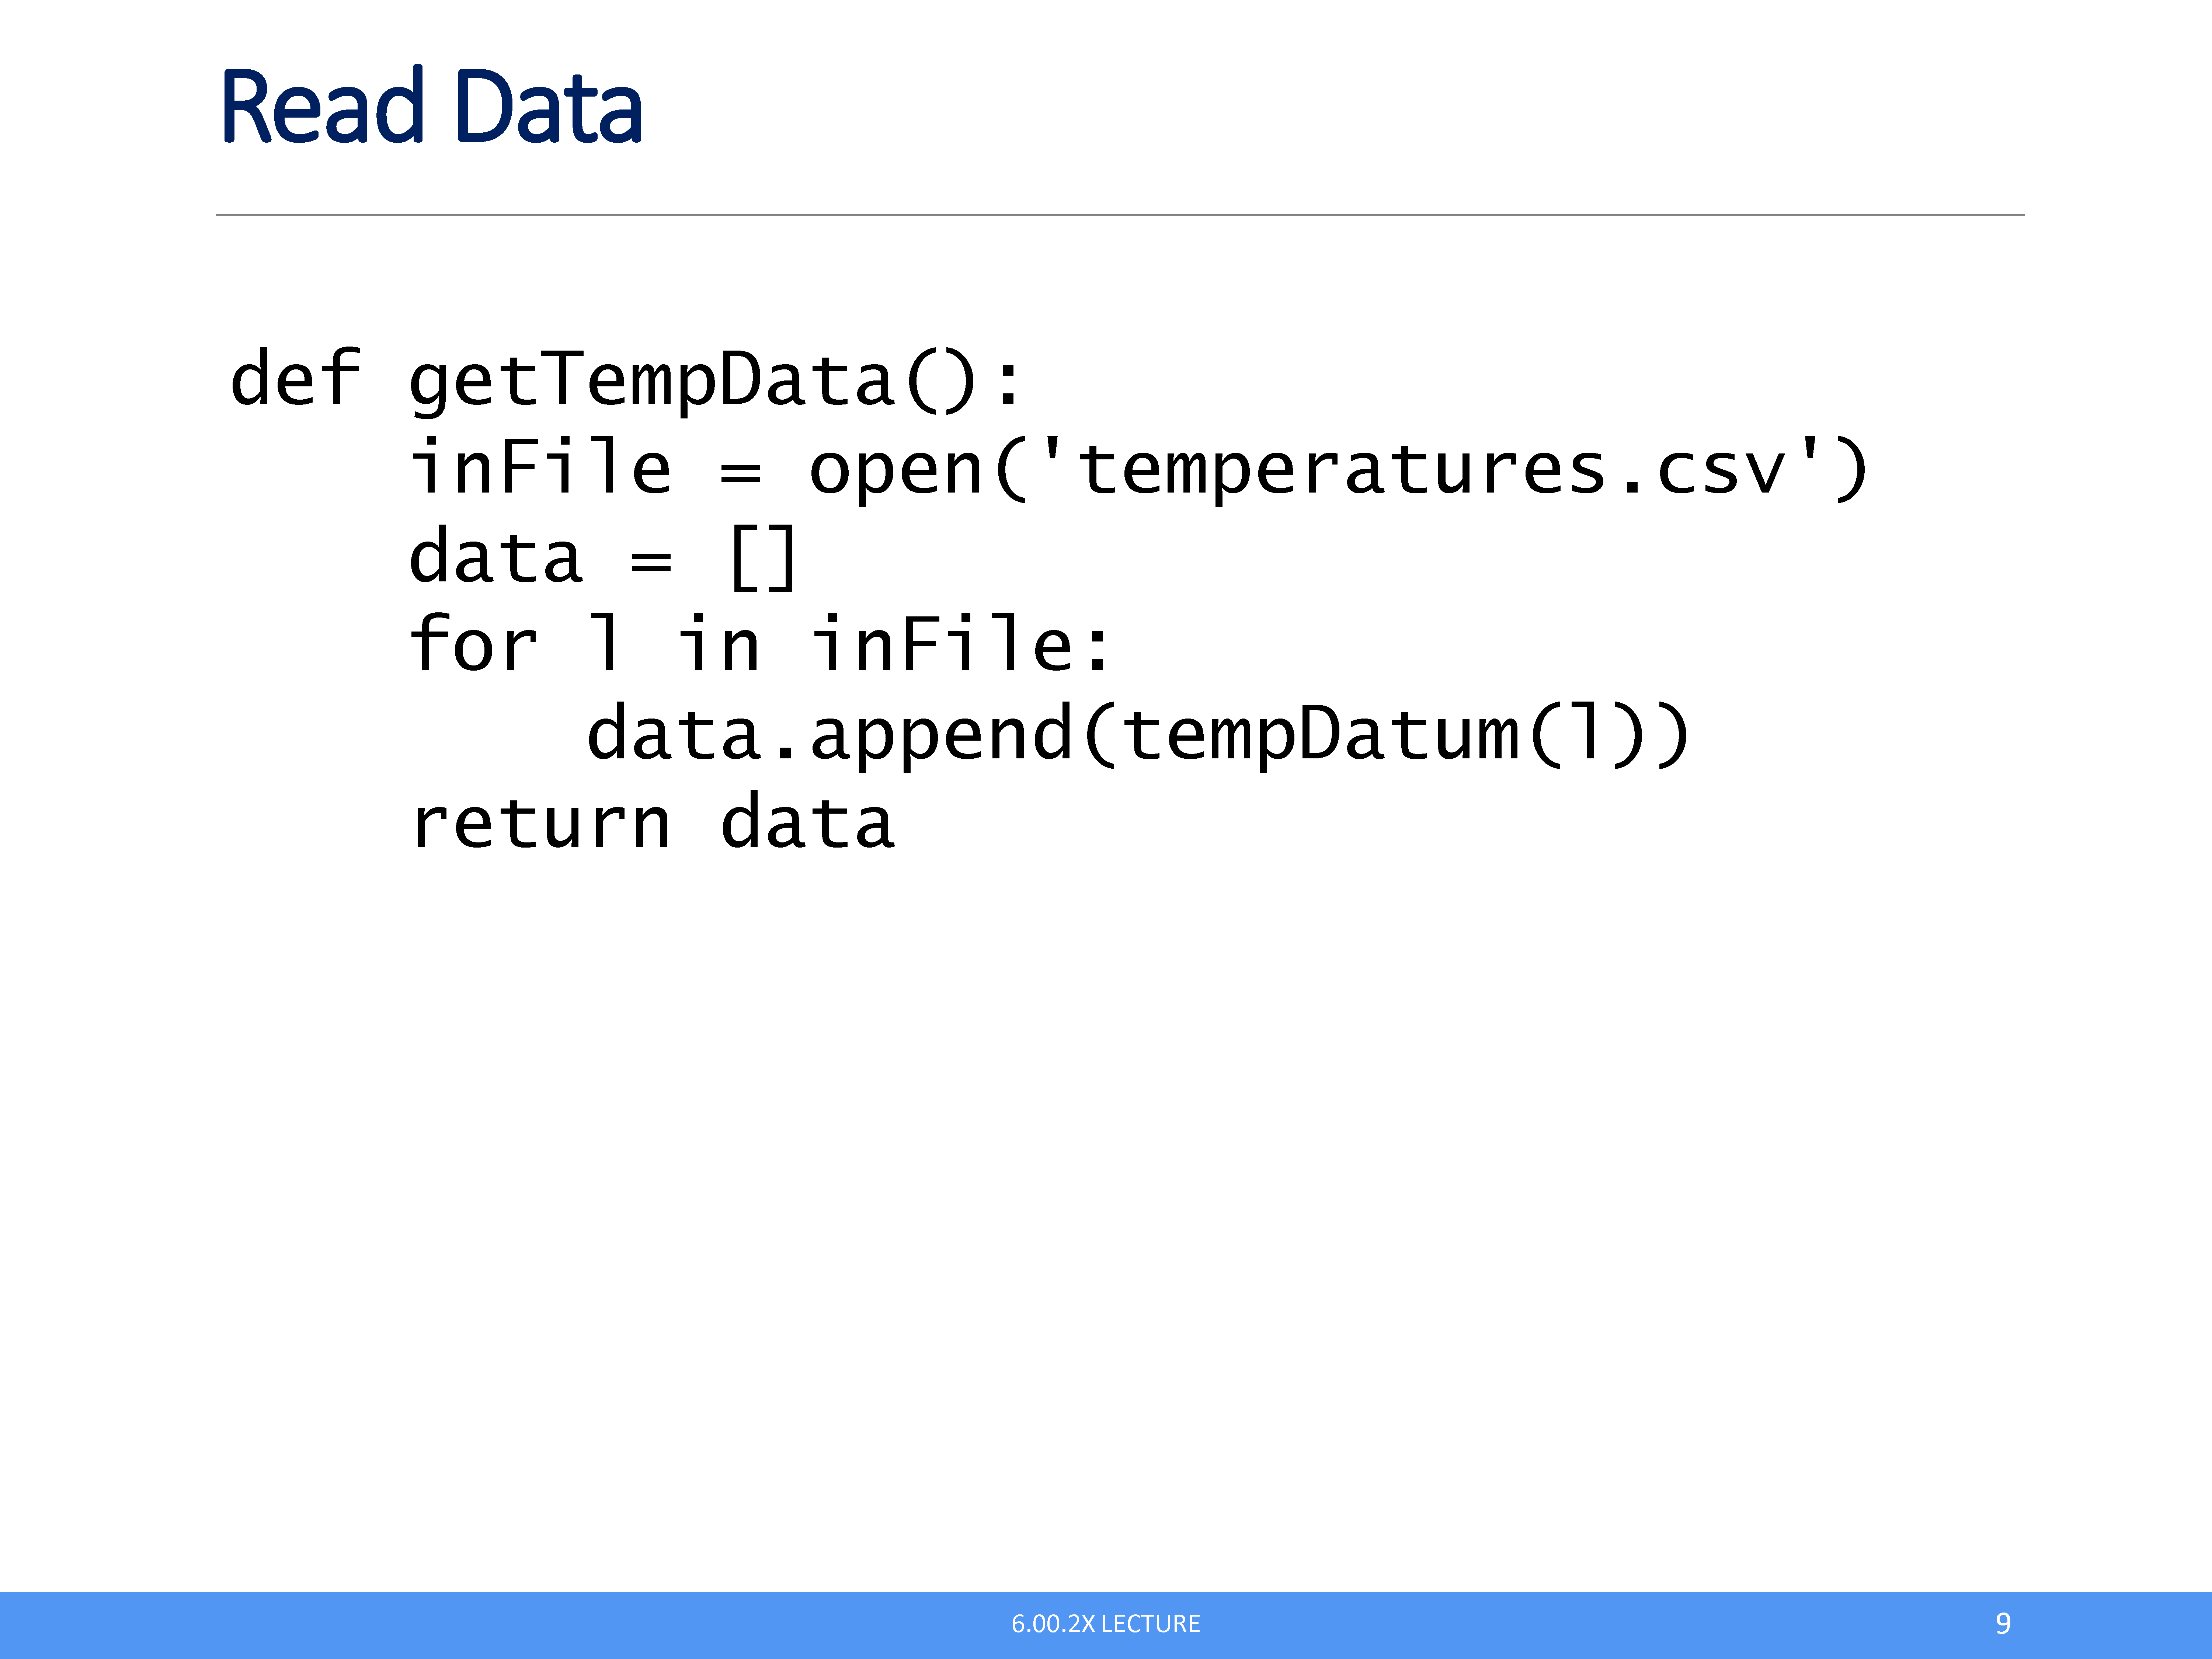 Read Data
def getTempData():
    inFile = open('temperatures.csv')
    data = []
    for l in inFile:
        data.append(tempDatum(l))
    return data
6.00.2X LECTURE
9